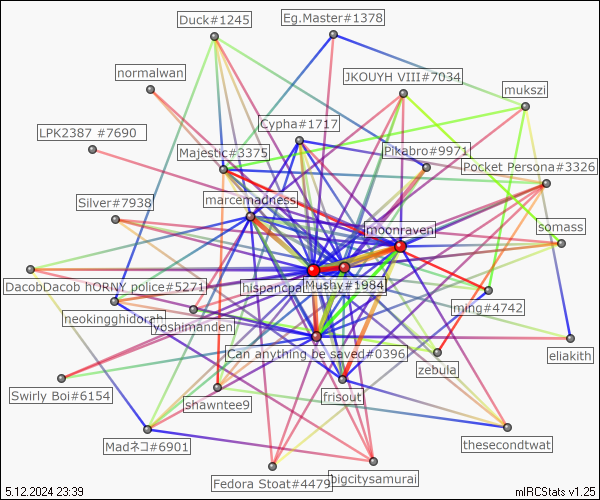 Duck#1245
Eg.Master#1378
normalwan
JKOUYH VIII#7034
mukszi
LPK2387 #7690
Cypha#1717
Majestic#3375
Pikabro#9971
Pocket Persona#3326
Silver#7938
marcemadness
moonraven
somass
DacobDacob hORNY police#5271
Mushy#1984
ming#4742
neokingghidorah
yoshimanden
Can anything be saved#0396
eliakith
zebula
Swirly Boi#6154
shawntee9
frisout
Madネコ#6901
thesecondtwat
Fedora Stoat#4479
bigcitysamurai
5.12.2024 23:39
mIRCStats v1.25